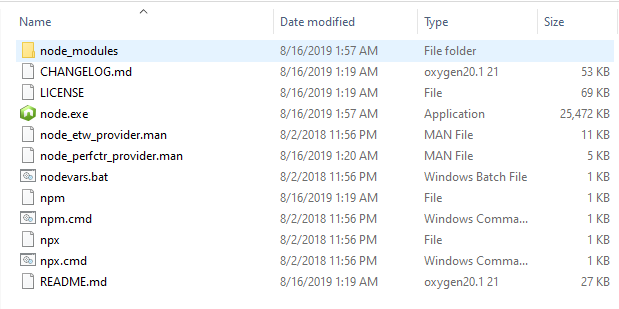 Name Date modified Type Size
node_modules 8/16/2019 1:57 AM File folder
CHANGELOG.md 8/16/2019 1:19 AM oxygen20.1 21 53 KB
LICENSE 8/16/2019 1:19 AM File 69 KB
node.exe 8/16/2019 1:57 AM Application 25,472 KB
node_etw_provider.man 8/2/2018 11:56 PM MAN File 11 KB
node_perfctr_provider.man 8/16/2019 1:20 AM MAN File 5 KB
nodevars.bat 8/2/2018 11:56 PM Windows Batch File 1 KB
npm 8/16/2019 1:19 AM File 1 KB
npm.cmd 8/2/2018 11:56 PM Windows Comma... 1 KB
npx 8/2/2018 11:56 PM File 1 KB
npx.cmd 8/2/2018 11:56 PM Windows Comma... 1 KB
README.md 8/16/2019 1:19 AM oxygen20.1 21 27 KB